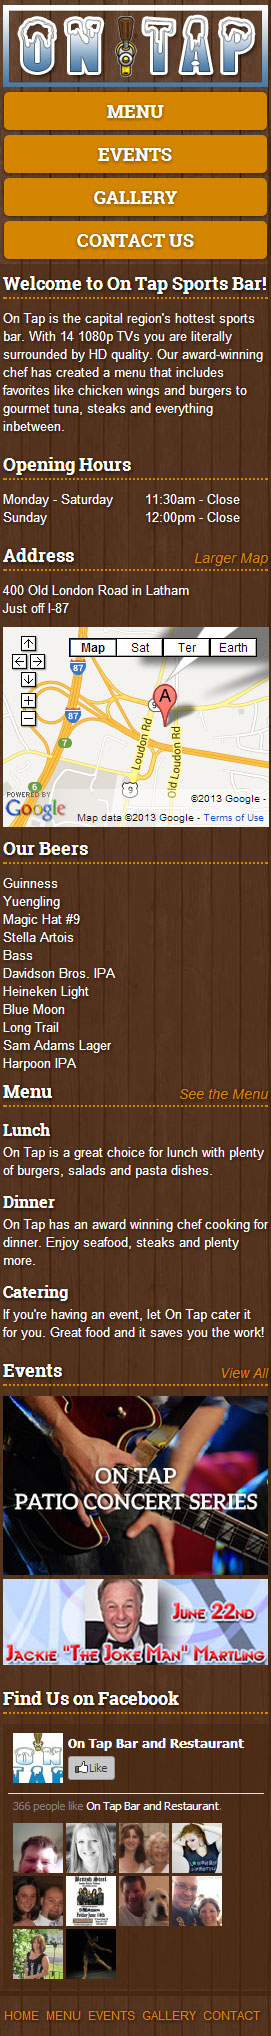 ON TAP
MENU
EVENTS
GALLERY
CONTACT US
Welcome to On Tap Sports Bar!
On Tap is the capital region's hottest sports
bar. With 14 1080p TVs you are literally
surrounded by HD quality. Our award-winning
chef has created a menu that includes
favorites like chicken wings and burgers to
gourmet tuna, steaks and everything
inbetween.
Opening Hours
Monday - Saturday 11:30am - Close
Sunday 12:00pm - Close
Address Larger Map
400 Old London Road in Latham
Just off I-87
Map Sat Ter Earth
87
A
9
87
7
Loudon Rd
Old Loudon Rd
6
9
POWERED BY
Google
©2013 Google -
Map data ©2013 Google - Terms of Use
Our Beers
Guinness
Yuengling
Magic Hat #9
Stella Artois
Bass
Davidson Bros. IPA
Heineken Light
Blue Moon
Long Trail
Sam Adams Lager
Harpoon IPA
Menu See the Menu
Lunch
On Tap is a great choice for lunch with plenty
of burgers, salads and pasta dishes.
Dinner
On Tap has an award winning chef cooking for
dinner. Enjoy seafood, steaks and plenty
more.
Catering
If you're having an event, let On Tap cater it
for you. Great food and it saves you the work!
Events View All
ON TAP
PATIO CONCERT SERIES
June 22nd
Jackie "The Joke Man" Martling
Find Us on Facebook
On Tap Bar and Restaurant
Like
366 people like On Tap Bar and Restaurant.
British Steel
HOME MENU EVENTS GALLERY CONTACT